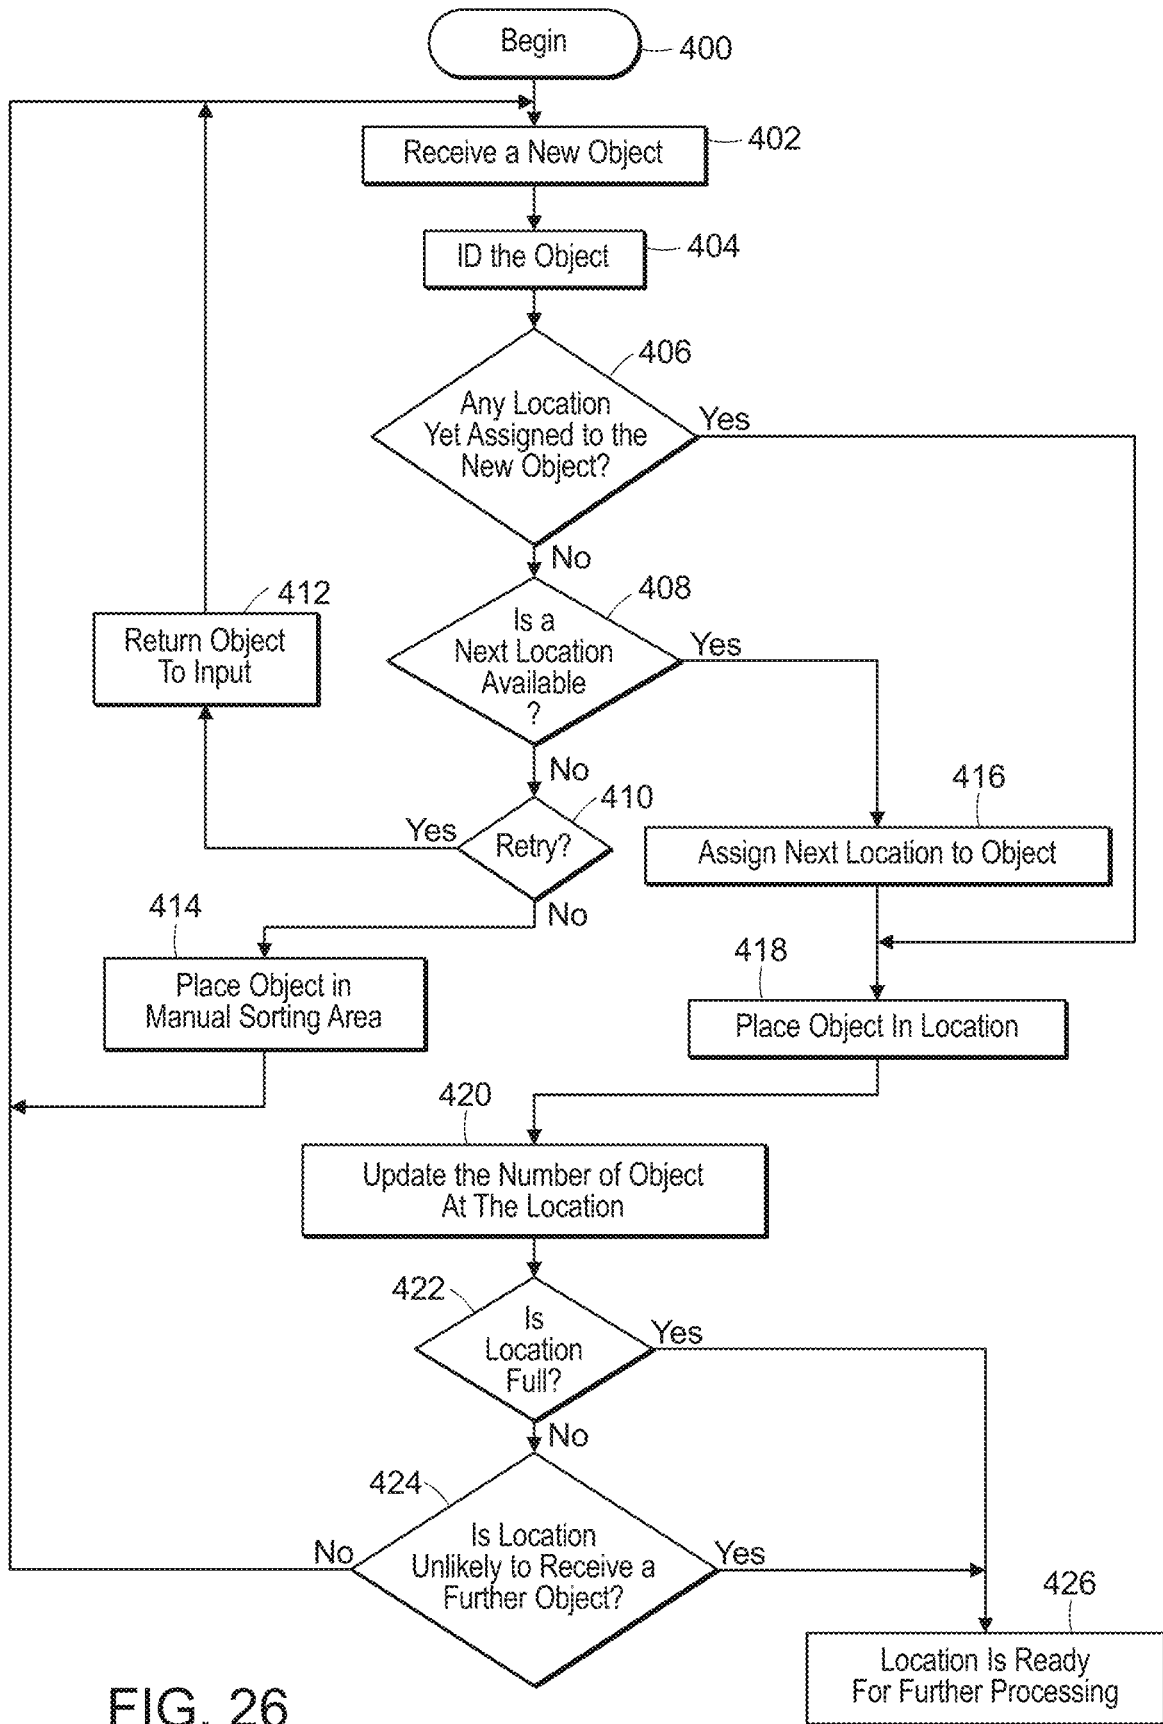 Begin
400
Receive a New Object
402
ID the Object
404
406
Any Location
Yet Assigned to the
New Object?
Yes
No
412
Return Object
To Input
408
Is a
Next Location
Available
?
Yes
No
410
Retry?
Yes
No
416
Assign Next Location to Object
414
Place Object in
Manual Sorting Area
418
Place Object In Location
420
Update the Number of Object
At The Location
422
Is
Location
Full?
Yes
No
424
Is Location
Unlikely to Receive a
Further Object?
No
Yes
426
Location Is Ready
For Further Processing
FIG. 26